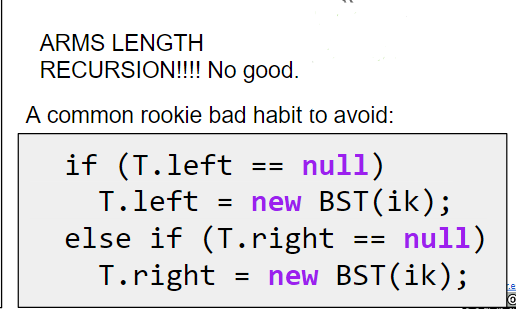 ARMS LENGTH
RECURSION!!!! No good.
A common rookie bad habit to avoid:
if (T.left == null)
T.left = new BST(ik);
else if (T.right == null)
T.right = new BST(ik);